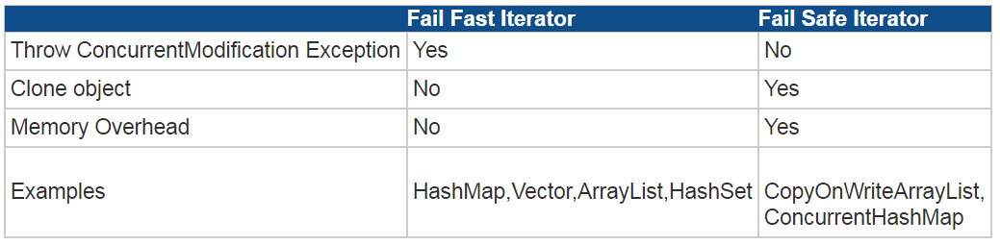 Fail Fast Iterator Fail Safe Iterator
Throw ConcurrentModification Exception Yes No
Clone object No Yes
Memory Overhead No Yes
Examples HashMap,Vector,ArrayList,HashSet CopyOnWriteArrayList,
ConcurrentHashMap